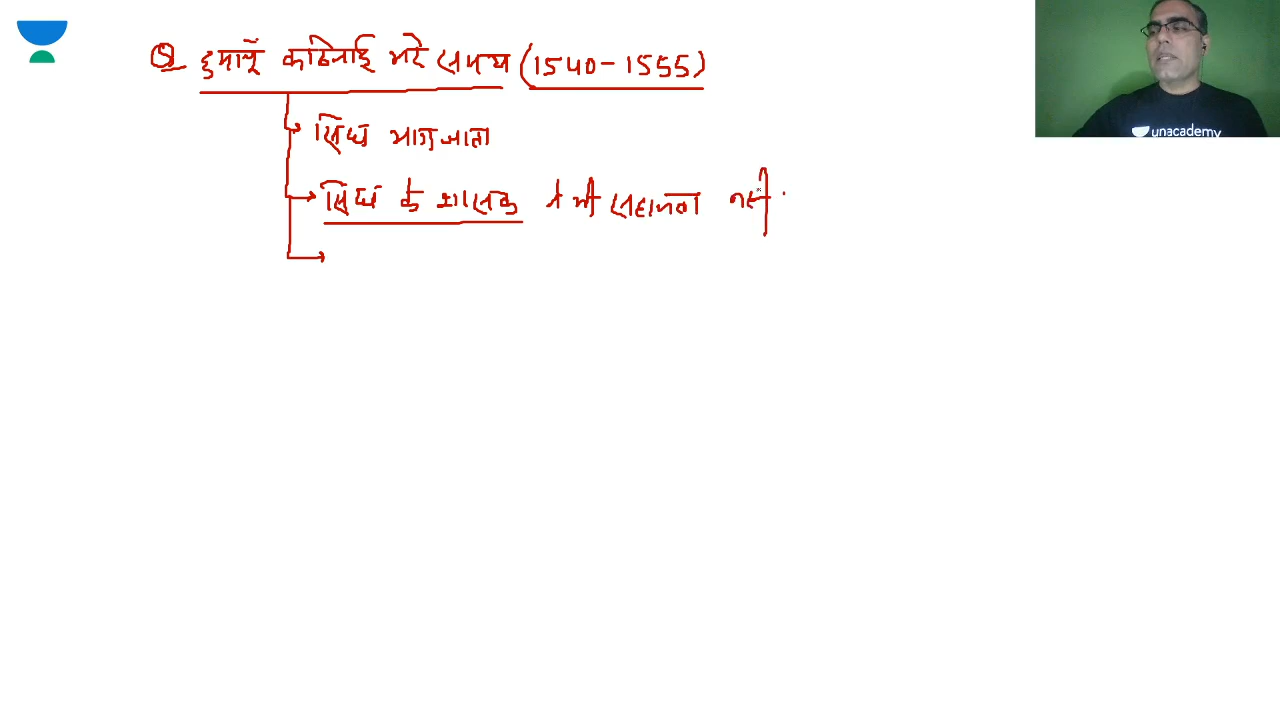 Q हुमायूँ कठिनाई भरे समय (1540-1555)
सिंध भाग जाता
सिंध के शासक ने भी सहायता नहीं
unacademy